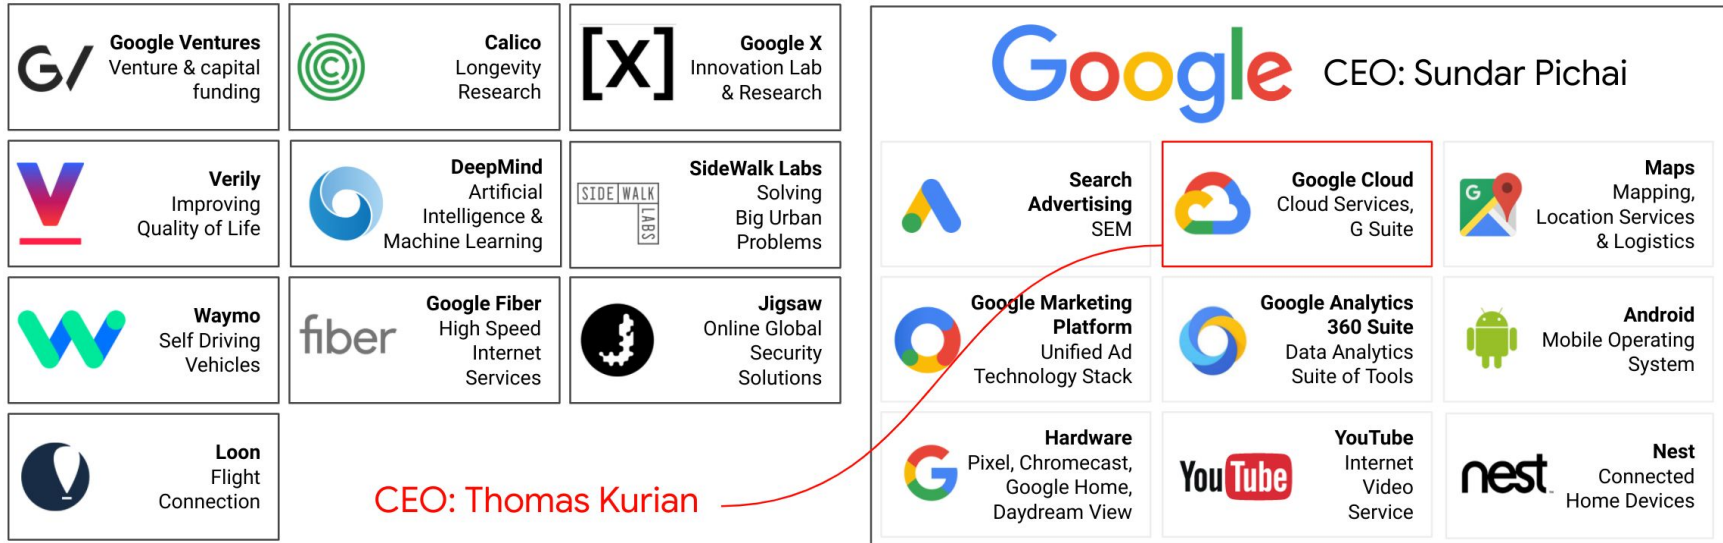 G/
Google Ventures
Venture & capital
funding
C
Calico
Longevity
Research
[X]
Google X
Innovation Lab
& Research
V
Verily
Improving
Quality of Life
DeepMind
Artificial
Intelligence &
Machine Learning
SIDE WALK
LABS
SideWalk Labs
Solving
Big Urban
Problems
Waymo
Self Driving
Vehicles
fiber
Google Fiber
High Speed
Internet
Services
Jigsaw
Online Global
Security
Solutions
Loon
Flight
Connection
CEO: Thomas Kurian
Google CEO: Sundar Pichai
Search
Advertising
SEM
Google Cloud
Cloud Services,
G Suite
G
Maps
Mapping,
Location Services
& Logistics
Google Marketing
Platform
Unified Ad
Technology Stack
Google Analytics
360 Suite
Data Analytics
Suite of Tools
Android
Mobile Operating
System
G
Hardware
Pixel, Chromecast,
Google Home,
Daydream View
YouTube
YouTube
Internet
Video
Service
nest
Nest
Connected
Home Devices